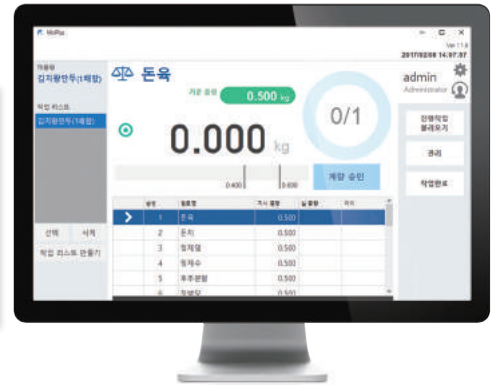 MoPlus
Ver 1.1.8
2017/02/08 14:07:57
제품명
김치왕만두(1배합)
작업 리스트
김치왕만두(1배합)
선택
삭제
작업 리스트 만들기
돈육
기준 중량
0.500 kg
0.000 kg
0/1
0.400
0.600
계량 승인
admin
Administrator
진행작업
불러오기
관리
작업완료
원료명
지시 중량
실 중량
1 돈육 0.500
2 돈지 0.500
3 정제염 0.500
4 정제수 0.500
5 후추분말 0.500
6 0.500